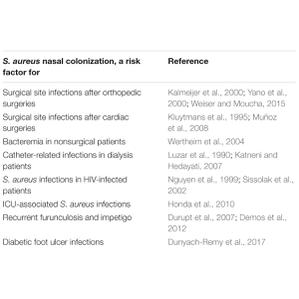 S. aureus nasal colonization, a risk Reference
factor for
Surgical site infections after orthopedic Kalmeijer et al., 2000; Yano et al.,
surgeries 2000; Weiser and Moucha, 2015
Surgical site infections after cardiac Kluytmans et al., 1995; Muñoz
surgeries et al., 2008
Bacteremia in nonsurgical patients Wertheim et al., 2004
Catheter-related infections in dialysis Luzar et al., 1990; Katneni and
patients Hedayati, 2007
S. aureus infections in HIV-infected Nguyen et al., 1999; Sissolak et al.,
patients 2002
ICU-associated S. aureus infections Honda et al., 2010
Recurrent furunculosis and impetigo Durupt et al., 2007; Demos et al.,
2012
Diabetic foot ulcer infections Dunyach-Remy et al., 2017